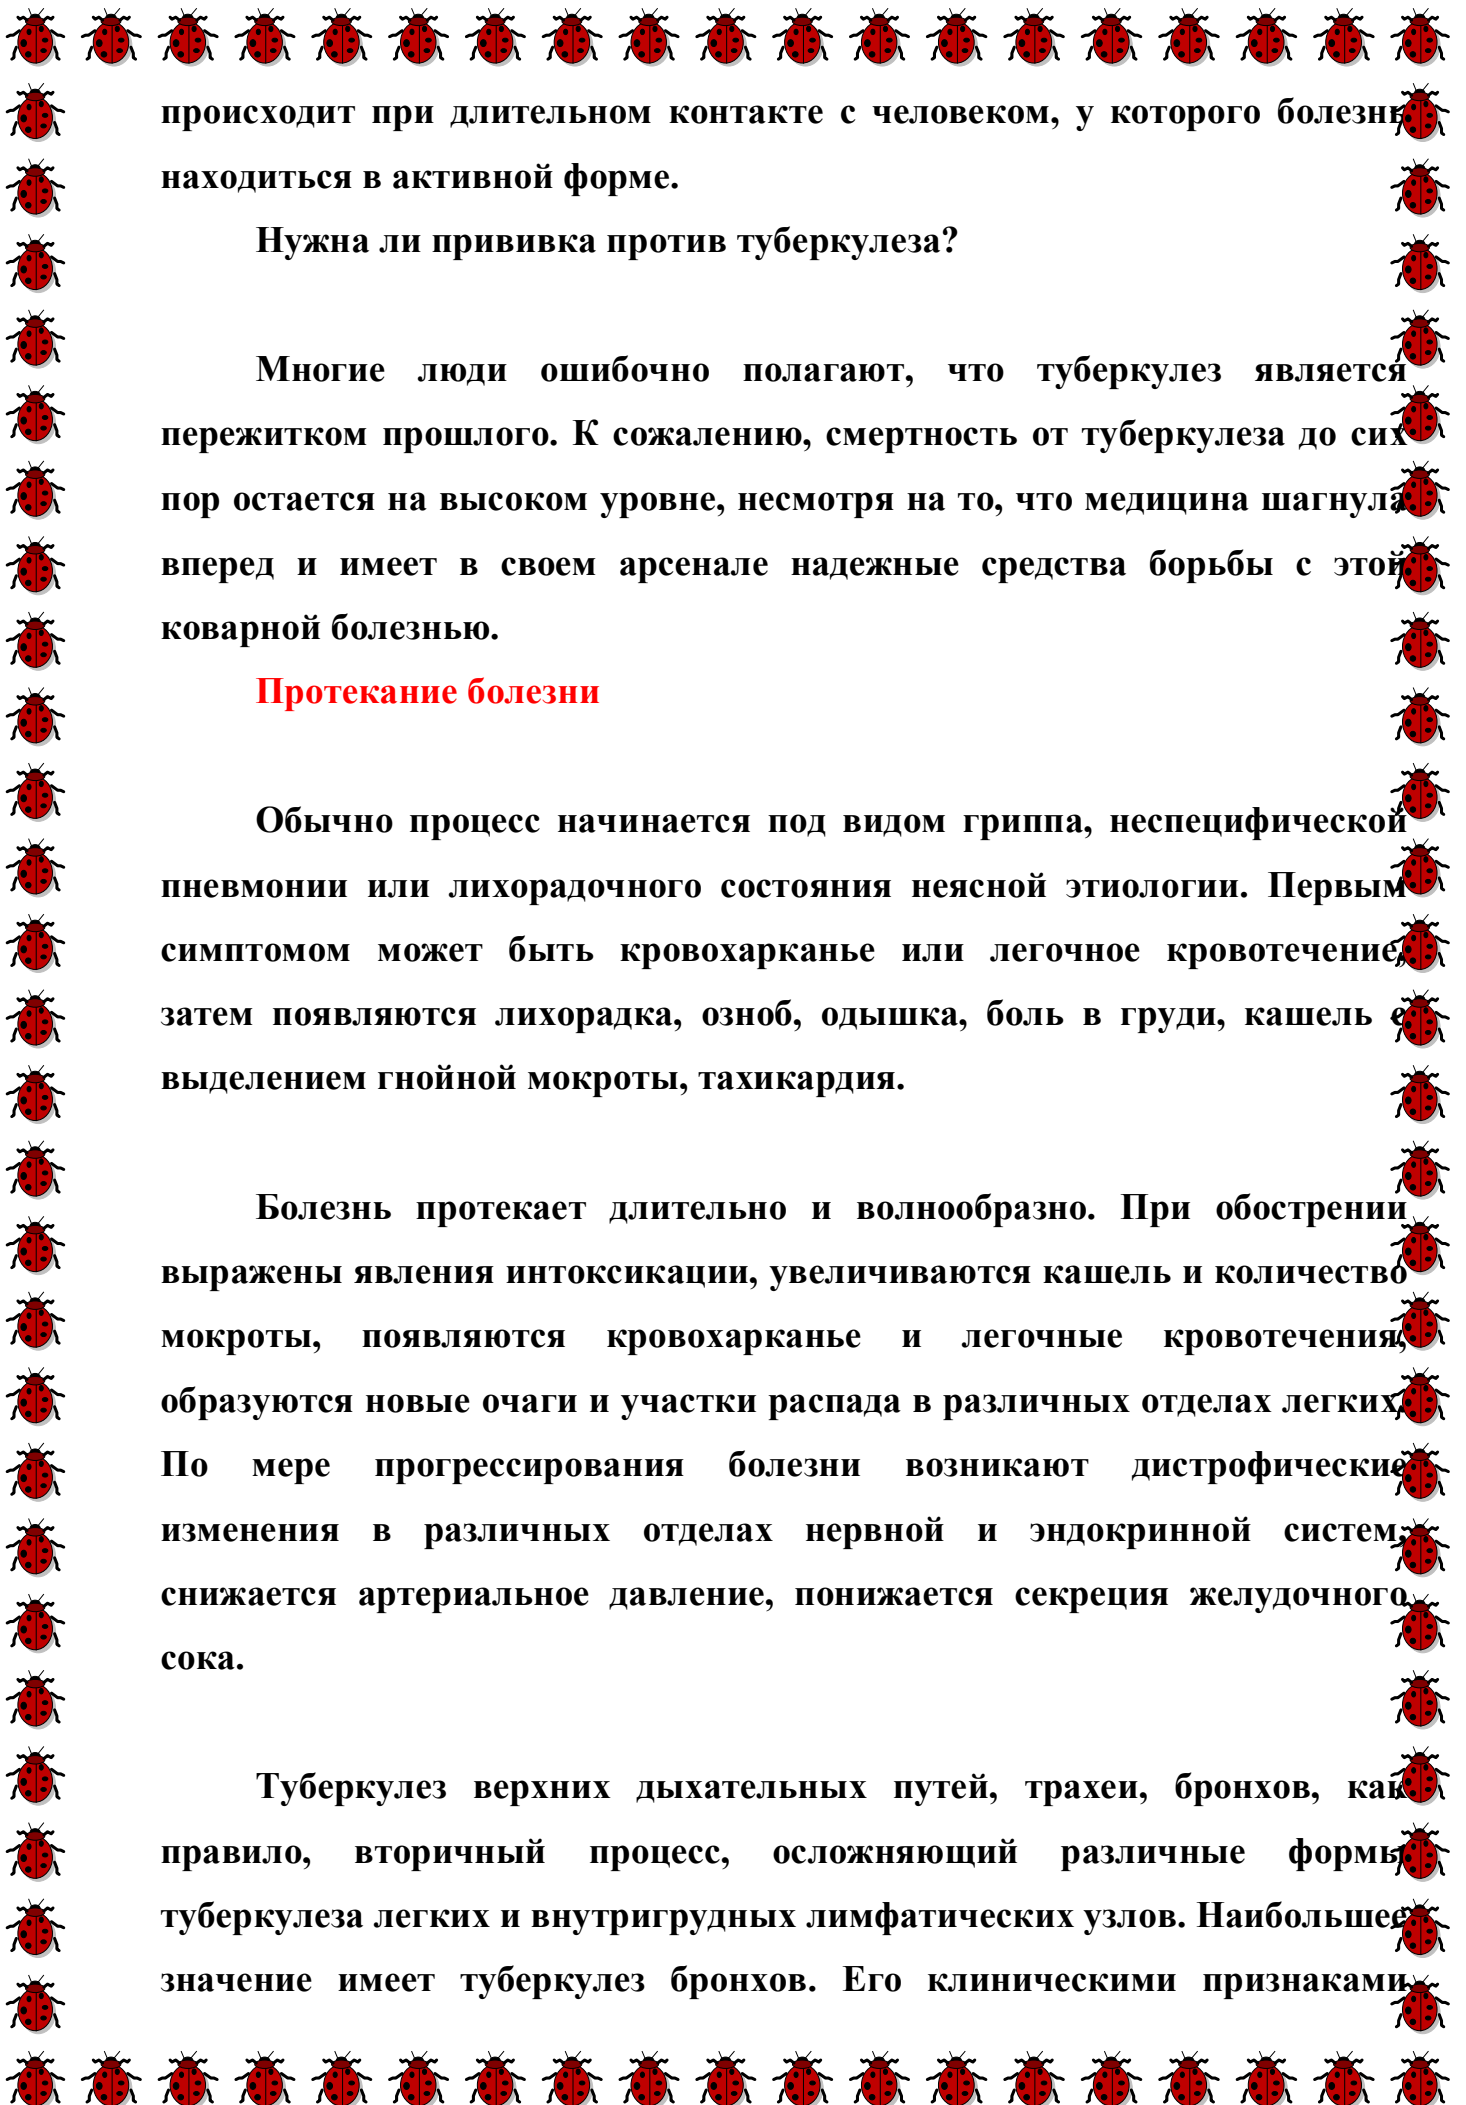 происходит при длительном контакте с человеком, у которого болезнь
находиться в активной форме.
Нужна ли прививка против туберкулеза?
Многие люди ошибочно полагают, что туберкулез является
пережитком прошлого. К сожалению, смертность от туберкулеза до сих
пор остается на высоком уровне, несмотря на то, что медицина шагнула
вперед и имеет в своем арсенале надежные средства борьбы с этой
коварной болезнью.
Протекание болезни
Обычно процесс начинается под видом гриппа, неспецифической
пневмонии или лихорадочного состояния неясной этиологии. Первым
симптомом может быть кровохарканье или легочное кровотечение,
затем появляются лихорадка, озноб, одышка, боль в груди, кашель с
выделением гнойной мокроты, тахикардия.
Болезнь протекает длительно и волнообразно. При обострении
выражены явления интоксикации, увеличиваются кашель и количество
мокроты, появляются кровохарканье и легочные кровотечения,
образуются новые очаги и участки распада в различных отделах легких.
По мере прогрессирования болезни возникают дистрофические
изменения в различных отделах нервной и эндокринной систем,
снижается артериальное давление, понижается секреция желудочного
сока.
Туберкулез верхних дыхательных путей, трахеи, бронхов, как
правило, вторичный процесс, осложняющий различные формы
туберкулеза легких и внутригрудных лимфатических узлов. Наибольшее
значение имеет туберкулез бронхов. Его клиническими признаками